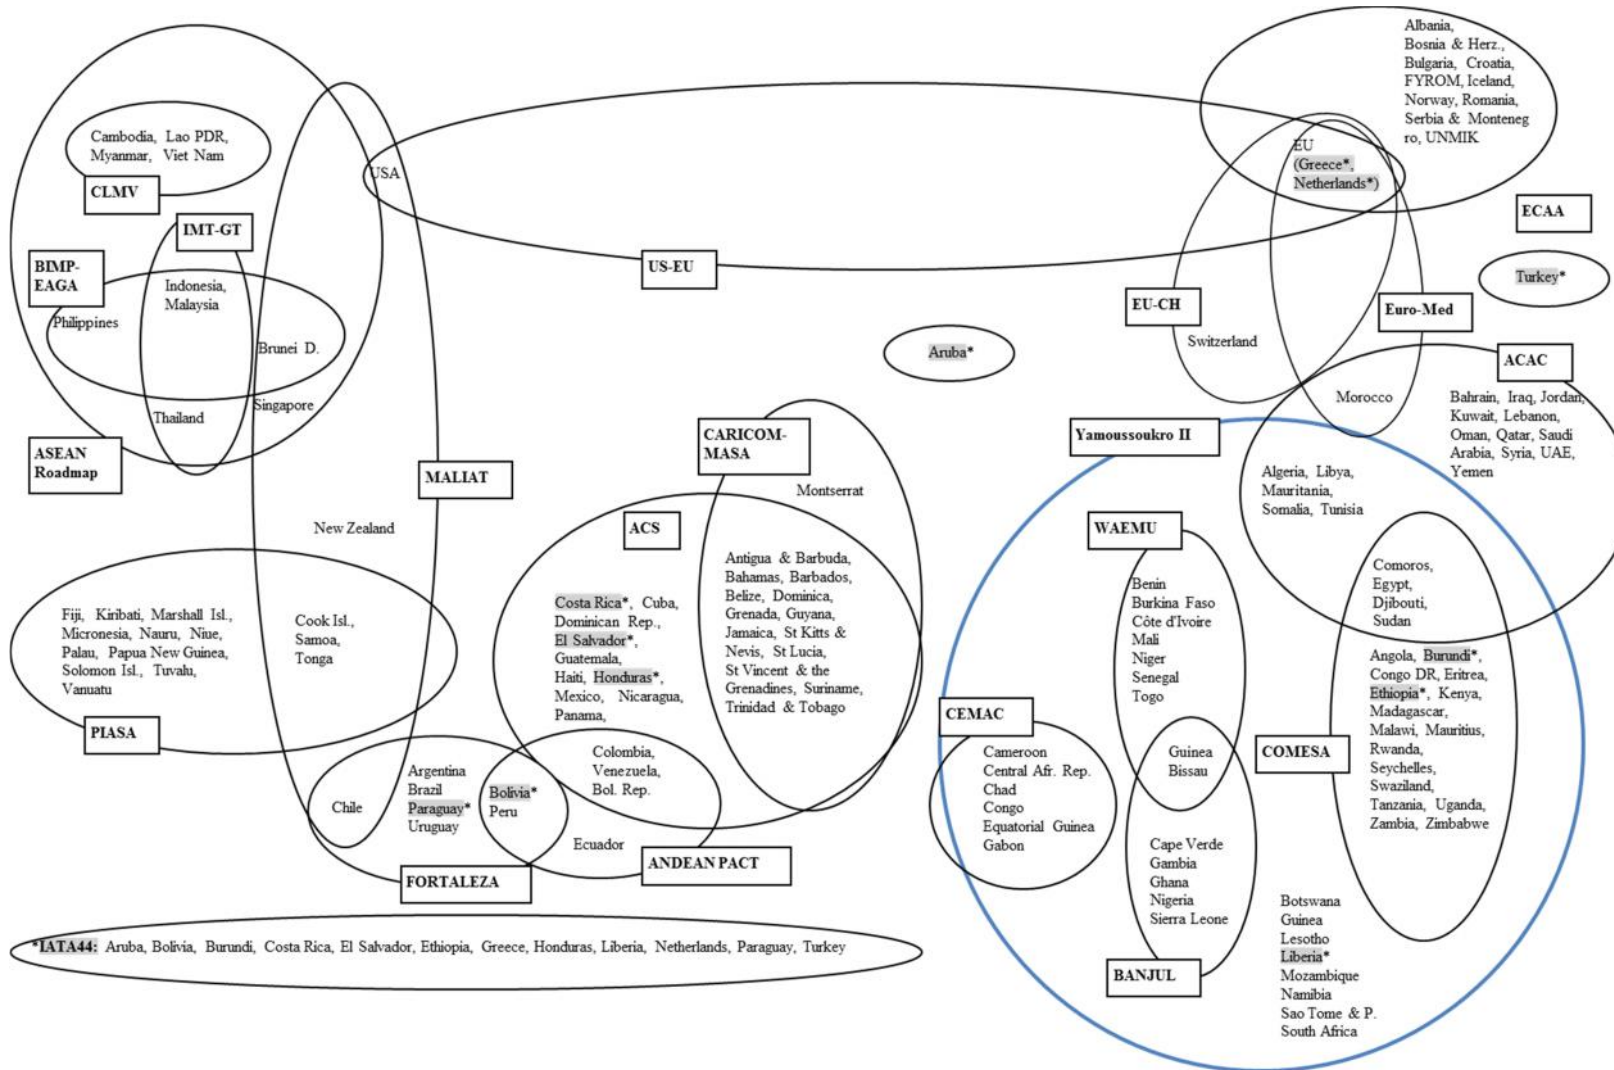 Albania,
Bosnia & Herz.,
Bulgaria, Croatia,
FYROM, Iceland,
Norway, Romania,
Serbia & Monteneg
ro, UNMIK
Cambodia, Lao PDR,
Myanmar, Viet Nam
CLMV
USA
EU
(Greece*,
Netherlands*)
ECAA
IMT-GT
BIMP-
EAGA
Indonesia,
Malaysia
Philippines
Brunei D.
Thailand
Singapore
ASEAN
Roadmap
US-EU
EU-CH
Switzerland
Turkey*
Euro-Med
Aruba*
ACAC
Morocco
Bahrain, Iraq, Jordan,
Kuwait, Lebanon,
Oman, Qatar, Saudi
Arabia, Syria, UAE,
Yemen
Yamoussoukro II
CARICOM-
MASA
Montserrat
MALIAT
Algeria, Libya,
Mauritania,
Somalia, Tunisia
New Zealand
ACS
WAEMU
Antigua & Barbuda,
Bahamas, Barbados,
Belize, Dominica,
Grenada, Guyana,
Jamaica, St Kitts &
Nevis, St Lucia,
St Vincent & the
Grenadines, Suriname,
Trinidad & Tobago
Costa Rica*, Cuba,
Dominican Rep.,
El Salvador*,
Guatemala,
Haiti, Honduras*,
Mexico, Nicaragua,
Panama,
Benin
Burkina Faso
Côte d'Ivoire
Mali
Niger
Senegal
Togo
Comoros,
Egypt,
Djibouti,
Sudan
Fiji, Kiribati, Marshall Isl.,
Micronesia, Nauru, Niue,
Palau, Papua New Guinea,
Solomon Isl., Tuvalu,
Vanuatu
Cook Isl.,
Samoa,
Tonga
PIASA
Angola, Burundi*,
Congo DR, Eritrea,
Ethiopia*, Kenya,
Madagascar,
Malawi, Mauritius,
Rwanda,
Seychelles,
Swaziland,
Tanzania, Uganda,
Zambia, Zimbabwe
CEMAC
COMESA
Cameroon
Central Afr. Rep.
Chad
Congo
Equatorial Guinea
Gabon
Guinea
Bissau
Colombia,
Venezuela,
Bol. Rep.
Chile
Argentina
Brazil
Paraguay*
Uruguay
Bolivia*
Peru
Ecuador
FORTALEZA
ANDEAN PACT
Cape Verde
Gambia
Ghana
Nigeria
Sierra Leone
BANJUL
Botswana
Guinea
Lesotho
Liberia*
Mozambique
Namibia
Sao Tome & P.
South Africa
*IATA44: Aruba, Bolivia, Burundi, Costa Rica, El Salvador, Ethiopia, Greece, Honduras, Liberia, Netherlands, Paraguay, Turkey